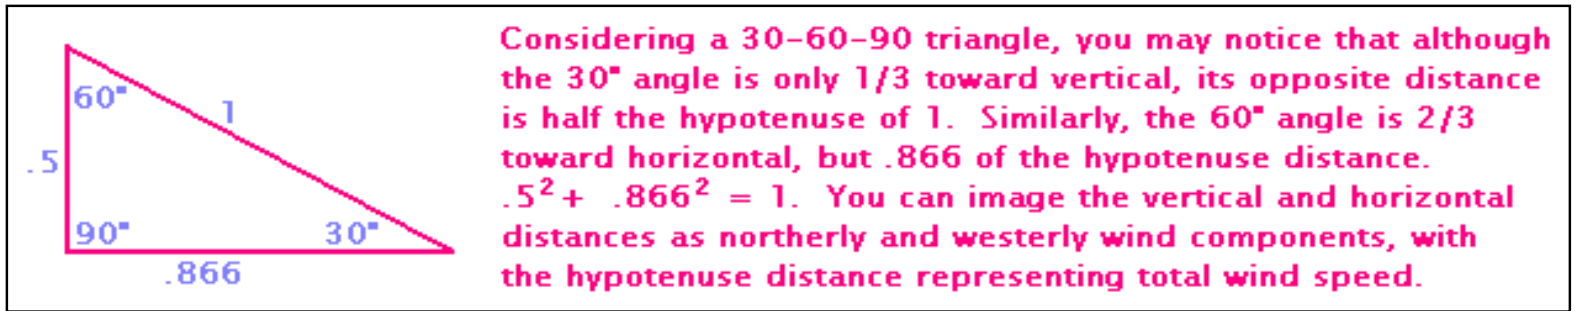 60°
1
.5
90°
30°
.866
Considering a 30-60-90 triangle, you may notice that although
the 30° angle is only 1/3 toward vertical, its opposite distance
is half the hypotenuse of 1.  Similarly, the 60° angle is 2/3
toward horizontal, but .866 of the hypotenuse distance.
.5² + .866² = 1.  You can image the vertical and horizontal
distances as northerly and westerly wind components, with
the hypotenuse distance representing total wind speed.